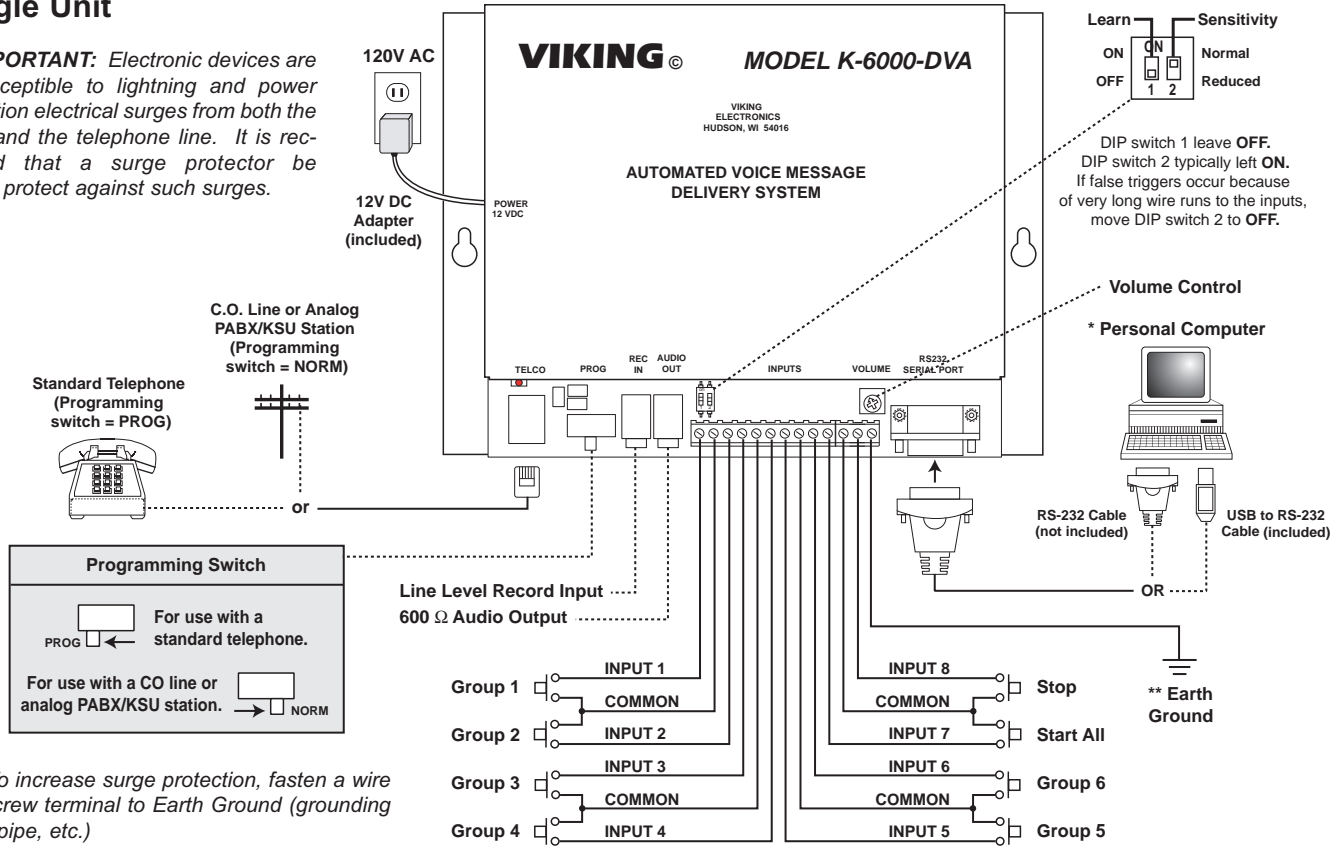 gle Unit
PORTANT: Electronic devices are
ceptible to lightning and power
tion electrical surges from both the
and the telephone line. It is rec-
d that a surge protector be
protect against such surges.
120V AC
12V DC
Adapter
(included)
VIKING©
MODEL K-6000-DVA
VIKING
ELECTRONICS
HUDSON, WI 54016
AUTOMATED VOICE MESSAGE
DELIVERY SYSTEM
POWER
12 VDC
Learn
Sensitivity
ON
ON
Normal
OFF
Reduced
1 2
DIP switch 1 leave OFF.
DIP switch 2 typically left ON.
If false triggers occur because
of very long wire runs to the inputs,
move DIP switch 2 to OFF.
Volume Control
* Personal Computer
C.O. Line or Analog
PABX/KSU Station
(Programming
switch = NORM)
Standard Telephone
(Programming
switch = PROG)
or
TELCO
PROG
REC
IN
AUDIO
OUT
INPUTS
VOLUME
RS232
SERIAL PORT
RS-232 Cable
(not included)
USB to RS-232
Cable (included)
OR
Programming Switch
PROG
For use with a
standard telephone.
For use with a CO line or
analog PABX/KSU station.
NORM
Line Level Record Input
600 Ω Audio Output
Group 1
INPUT 1
COMMON
Group 2
INPUT 2
Group 3
INPUT 3
COMMON
Group 4
INPUT 4
INPUT 8
Stop
COMMON
INPUT 7
Start All
INPUT 6
Group 6
COMMON
INPUT 5
Group 5
** Earth
Ground
o increase surge protection, fasten a wire
crew terminal to Earth Ground (grounding
pipe, etc.)